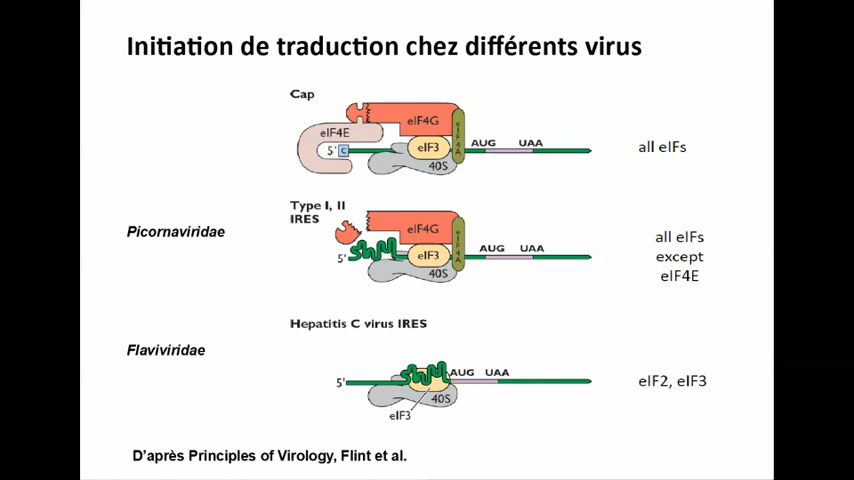 Initiation de traduction chez différents virus
Cap
eIF4G
eIF4E
eIF4A
5' C
eIF3
AUG UAA
40S
all eIFs
Type I, II
IRES
Picornaviridae
eIF4G
eIF4A
5'
eIF3
AUG UAA
40S
all eIFs
except
eIF4E
Hepatitis C virus IRES
Flaviviridae
5'
AUG UAA
40S
eIF3
eIF2, eIF3
D'après Principles of Virology, Flint et al.